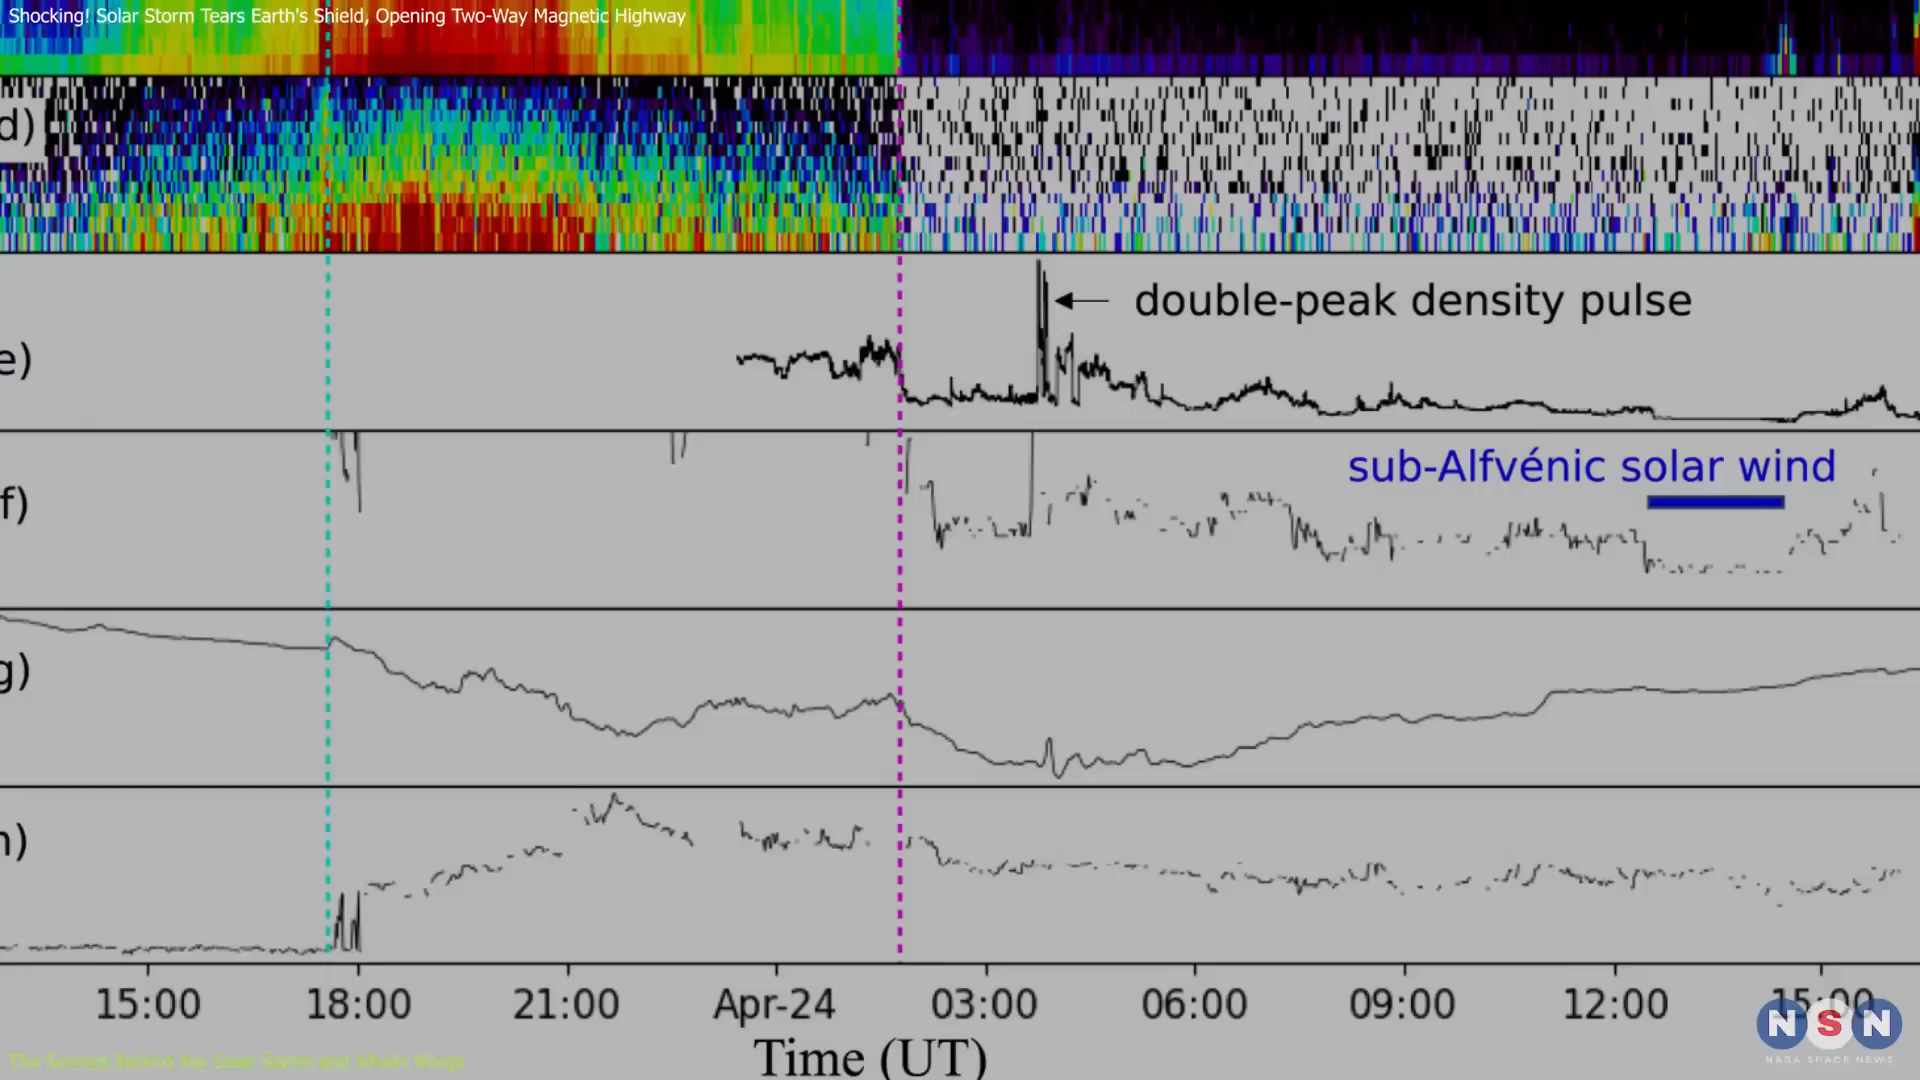 Shocking! Solar Storm Tears Earth's Shield, Opening Two-Way Magnetic Highway
d)
double-peak density pulse
e)
sub-Alfvénic solar wind
f)
g)
15:00 18:00 21:00 Apr-24 03:00 06:00 09:00 12:00 15:00
NSN
Time (UT)
NASA SPACE NEWS
The Science Behind the Solar Storm and Alfvén Wings